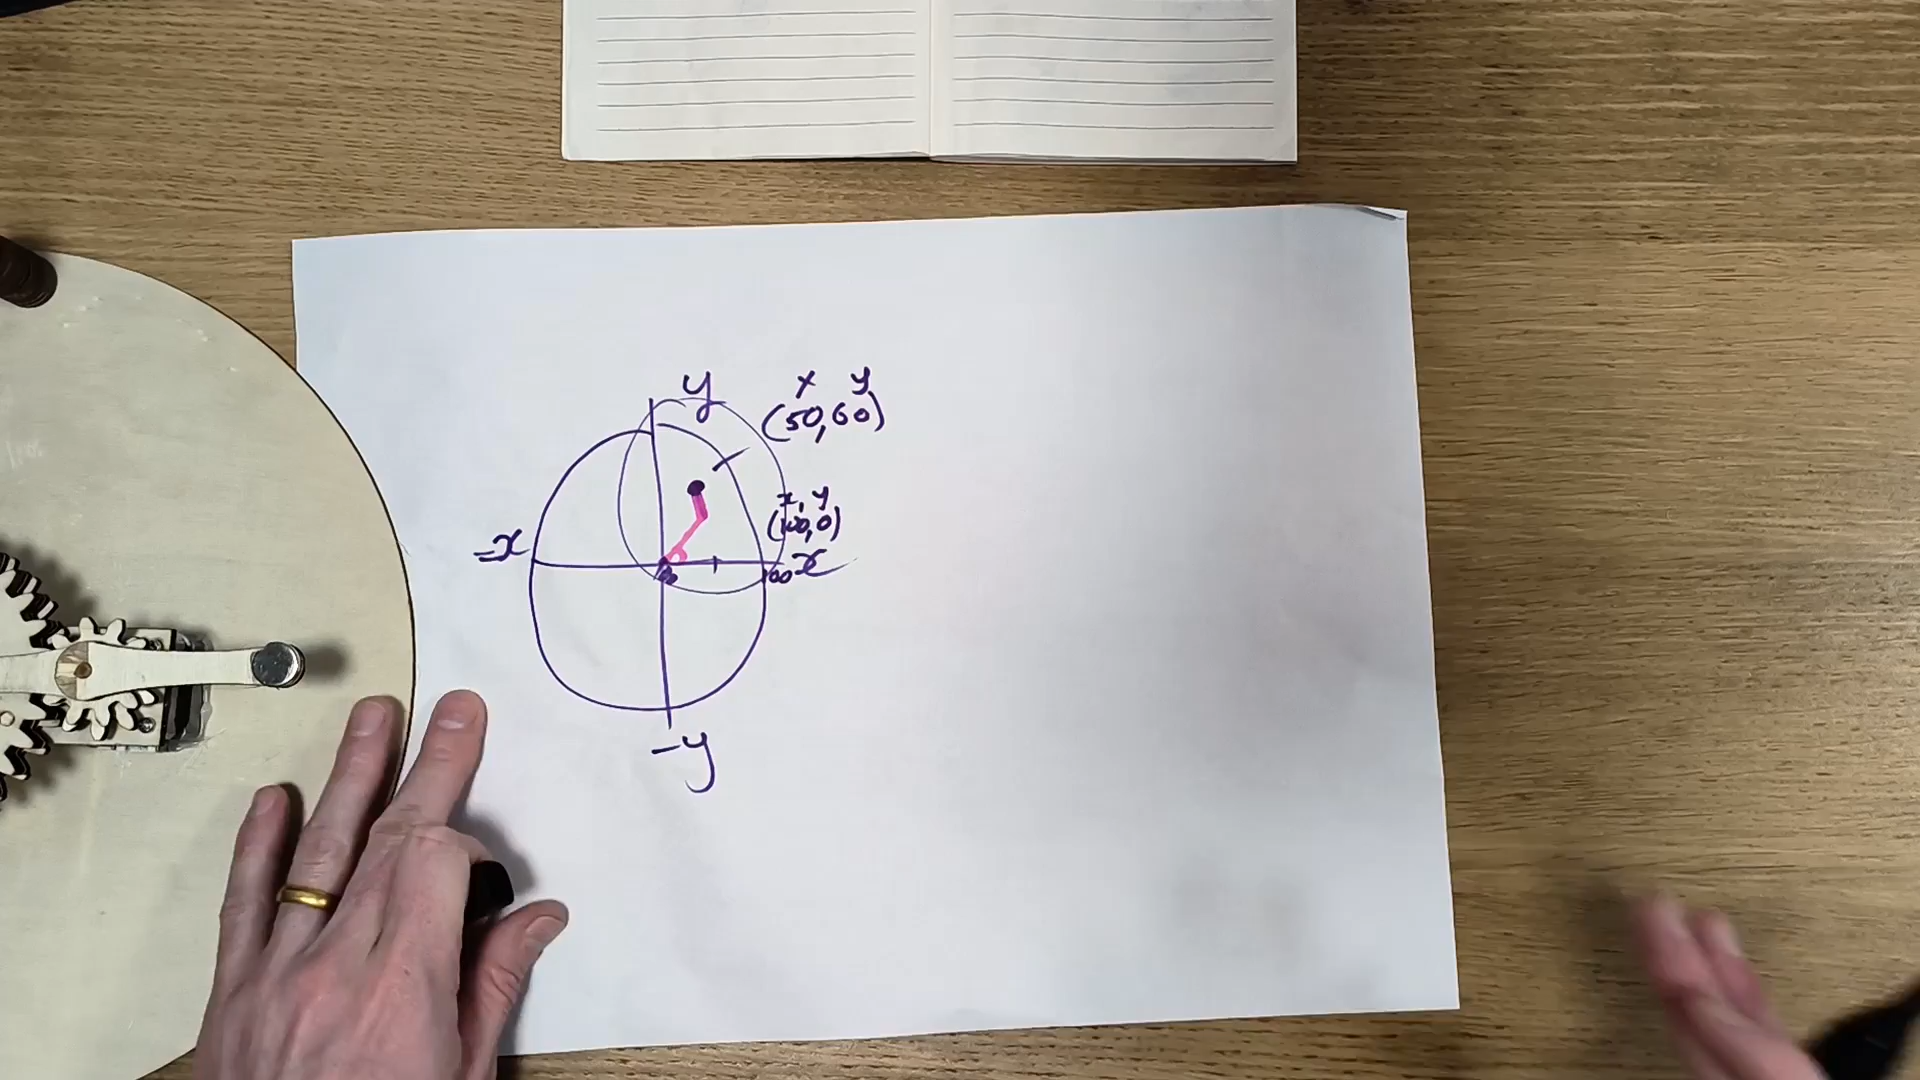 y
x y
(50,60)
x, y
(100,0)
-x
100 x
-y